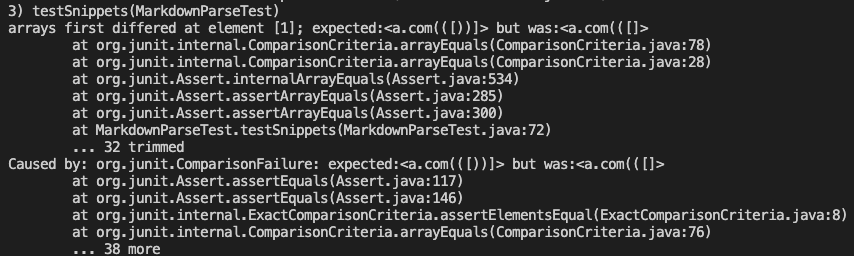 3) testSnippets(MarkdownParseTest)
arrays first differed at element [1]; expected:<a.com(([))]> but was:<a.com(([]>
at org.junit.internal.ComparisonCriteria.arrayEquals(ComparisonCriteria.java:78)
at org.junit.internal.ComparisonCriteria.arrayEquals(ComparisonCriteria.java:28)
at org.junit.Assert.internalArrayEquals(Assert.java:534)
at org.junit.Assert.assertArrayEquals(Assert.java:285)
at org.junit.Assert.assertArrayEquals(Assert.java:300)
at MarkdownParseTest.testSnippets(MarkdownParseTest.java:72)
... 32 trimmed
Caused by: org.junit.ComparisonFailure: expected:<a.com(([))]> but was:<a.com(([]>
at org.junit.Assert.assertEquals(Assert.java:117)
at org.junit.Assert.assertEquals(Assert.java:146)
at org.junit.internal.ExactComparisonCriteria.assertElementsEqual(ExactComparisonCriteria.java:8)
at org.junit.internal.ComparisonCriteria.arrayEquals(ComparisonCriteria.java:76)
... 38 more